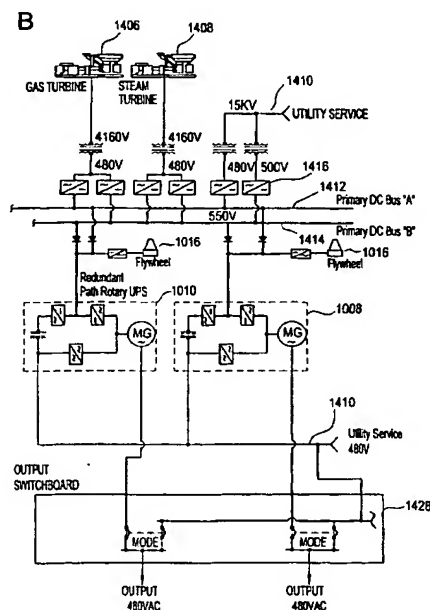 B
1406
1408
GAS TURBINE
STEAM
TURBINE
1410
15KV
UTILITY SERVICE
4160V
4160V
480V
480V
480V
500V
1416
1412
Primary DC Bus "A"
550V
Primary DC Bus "B"
1414
1016
1016
Flywheel
Flywheel
Redundant
Path Rotary UPS
1010
1008
MG
MG
1410
Utility Service
480V
OUTPUT
SWITCHBOARD
1428
MODE
MODE
OUTPUT
480VAC
OUTPUT
480VAC